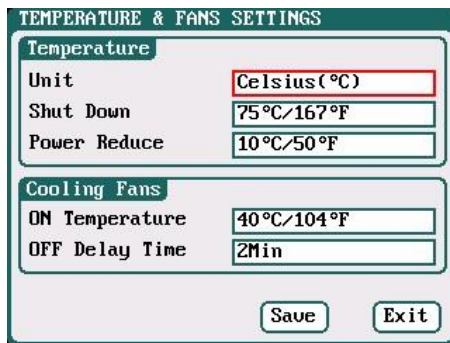 TEMPERATURE & FANS SETTINGS
Temperature
Unit Celsius(°C)
Shut Down 75°C/167°F
Power Reduce 10°C/50°F
Cooling Fans
ON Temperature 40°C/104°F
OFF Delay Time 2Min
Save Exit